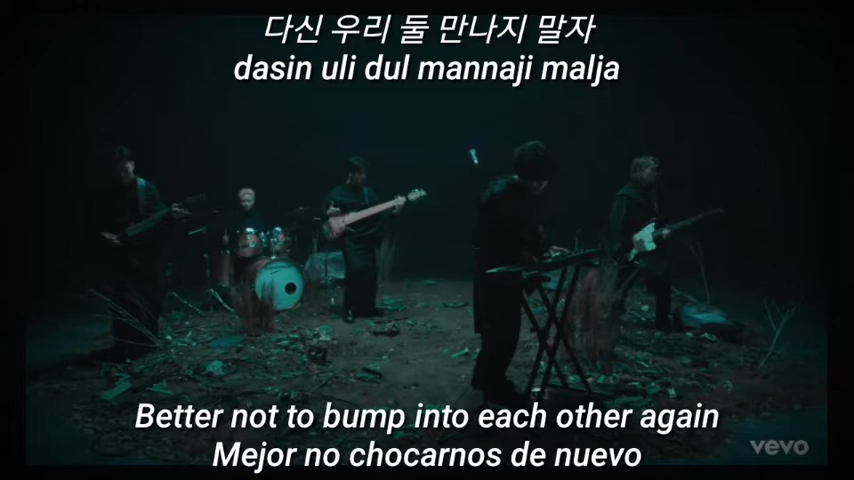 다신 우리 둘 만나지 말자
dasin uli dul mannaji malja
Better not to bump into each other again
Mejor no chocarnos de nuevo
vevo